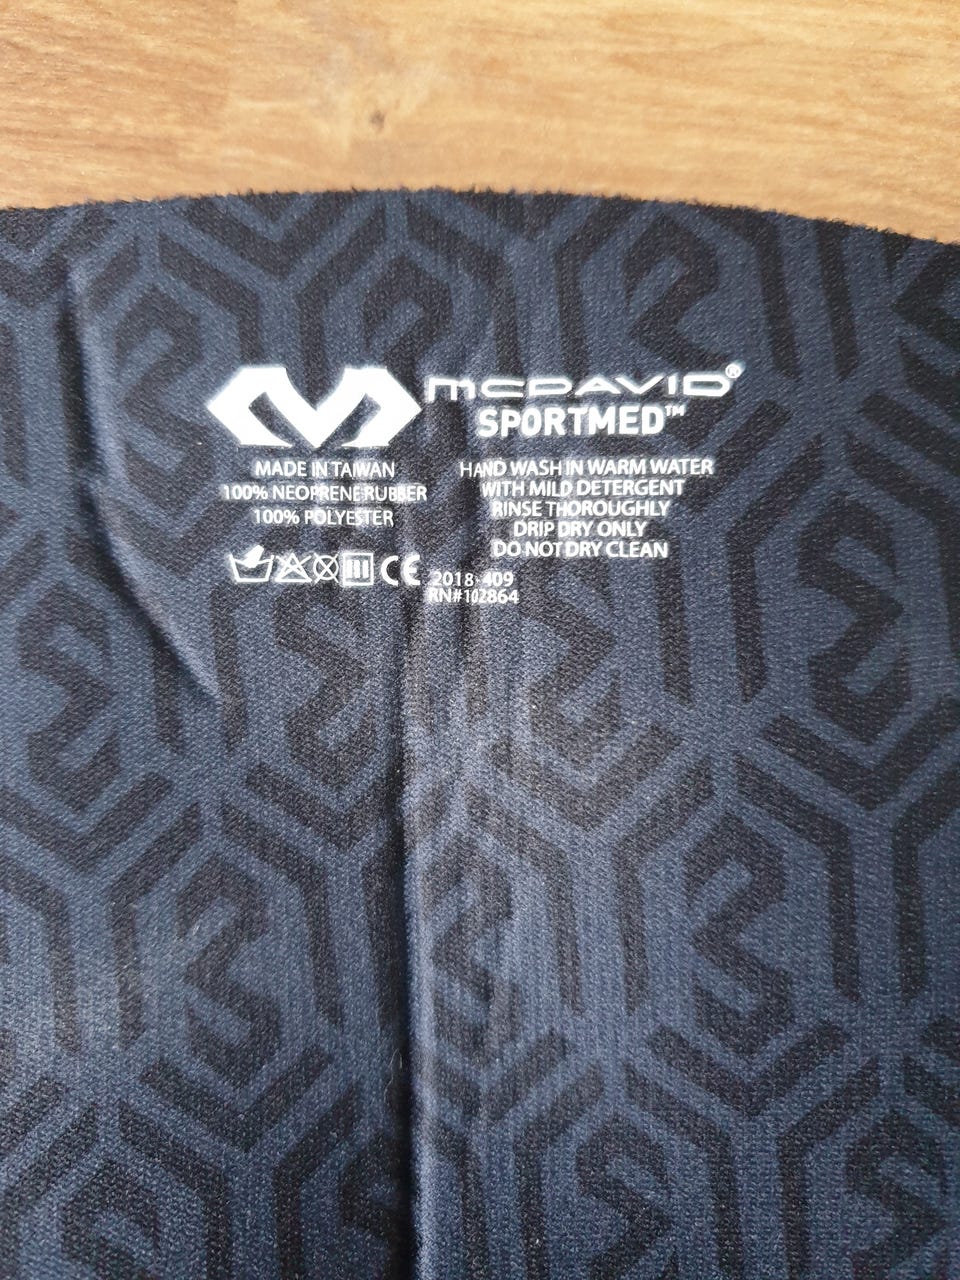 McDAVID®
SPORTMED™
MADE IN TAIWAN
100% NEOPRENE RUBBER
100% POLYESTER
HAND WASH IN WARM WATER
WITH MILD DETERGENT
RINSE THOROUGHLY
DRIP DRY ONLY
DO NOT DRY CLEAN
CE
2018-409
RN#102864